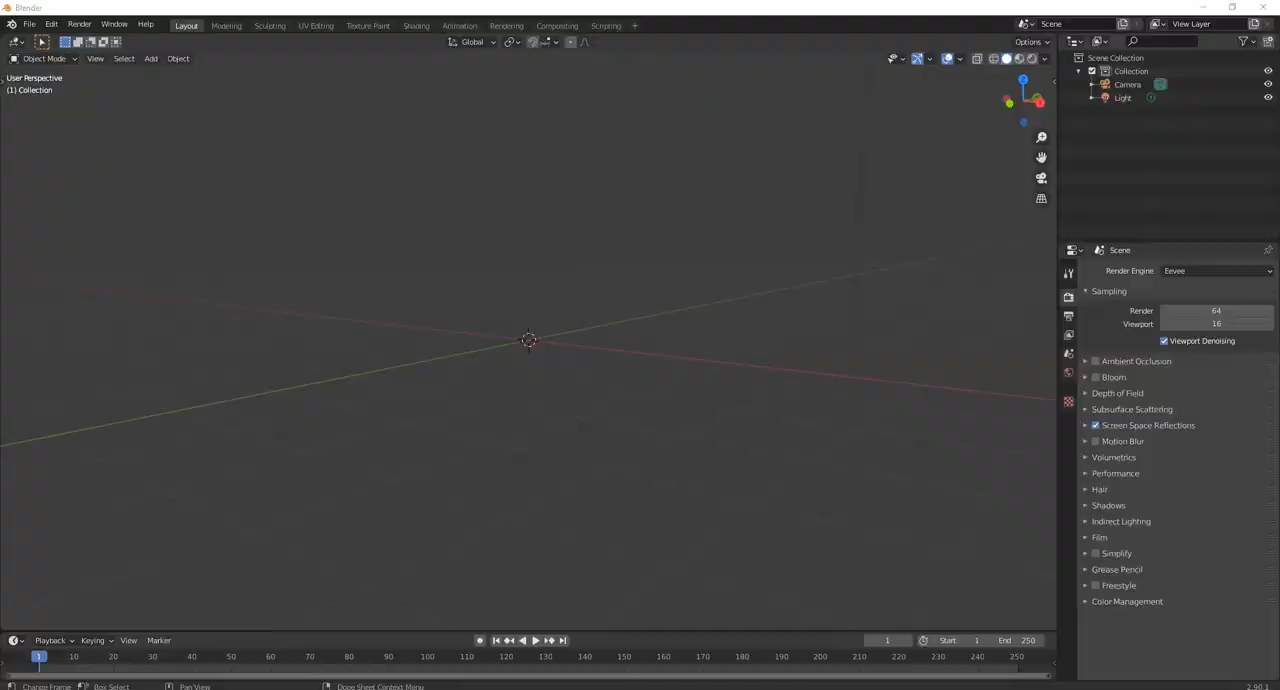 Blender
File Edit Render Window Help Layout Modeling Sculpting UV Editing Texture Paint Shading Animation Rendering Compositing Scripting + Scene View Layer
Global Options
Object Mode View Select Add Object
User Perspective
(1) Collection
Scene Collection
Collection
Camera
Light
Scene
Render Engine Eevee
Sampling
Render 64
Viewport 16
Viewport Denoising
Ambient Occlusion
Bloom
Depth of Field
Subsurface Scattering
Screen Space Reflections
Motion Blur
Volumetrics
Performance
Hair
Shadows
Indirect Lighting
Film
Simplify
Grease Pencil
Freestyle
Color Management
Playback Keying View Marker 1 Start 1 End 250
1 10 20 30 40 50 60 70 80 90 100 110 120 130 140 150 160 170 180 190 200 210 220 230 240 250
Change Frame Box Select Pan View Dope Sheet Context Menu 2.90.1